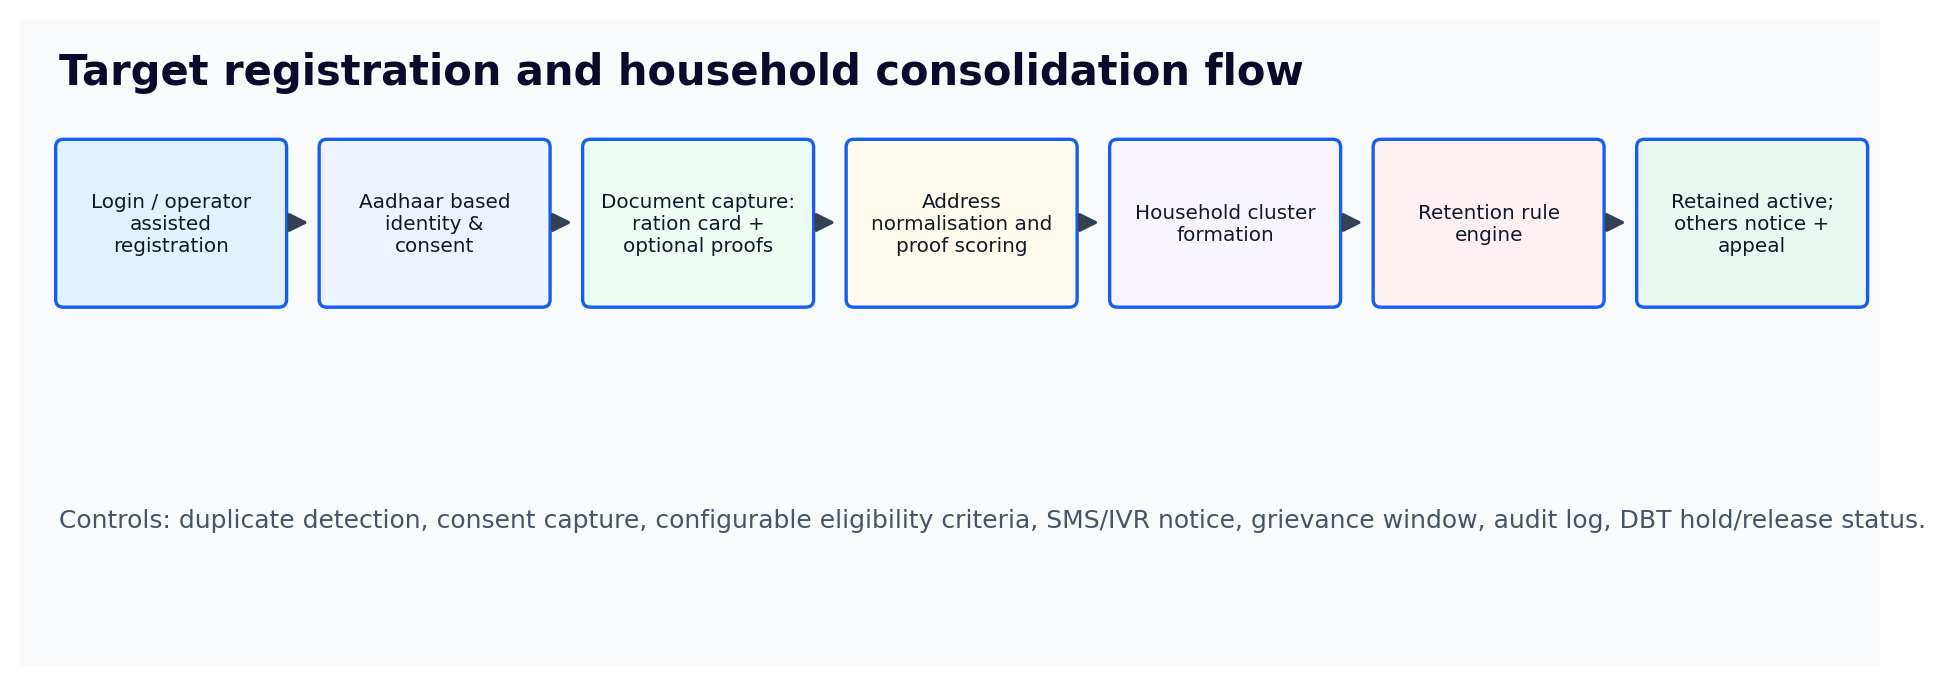 Target registration and household consolidation flow
Login / operator
assisted
registration
Aadhaar based
identity &
consent
Document capture:
ration card +
optional proofs
Address
normalisation and
proof scoring
Household cluster
formation
Retention rule
engine
Retained active;
others notice +
appeal
Controls: duplicate detection, consent capture, configurable eligibility criteria, SMS/IVR notice, grievance window, audit log, DBT hold/release status.